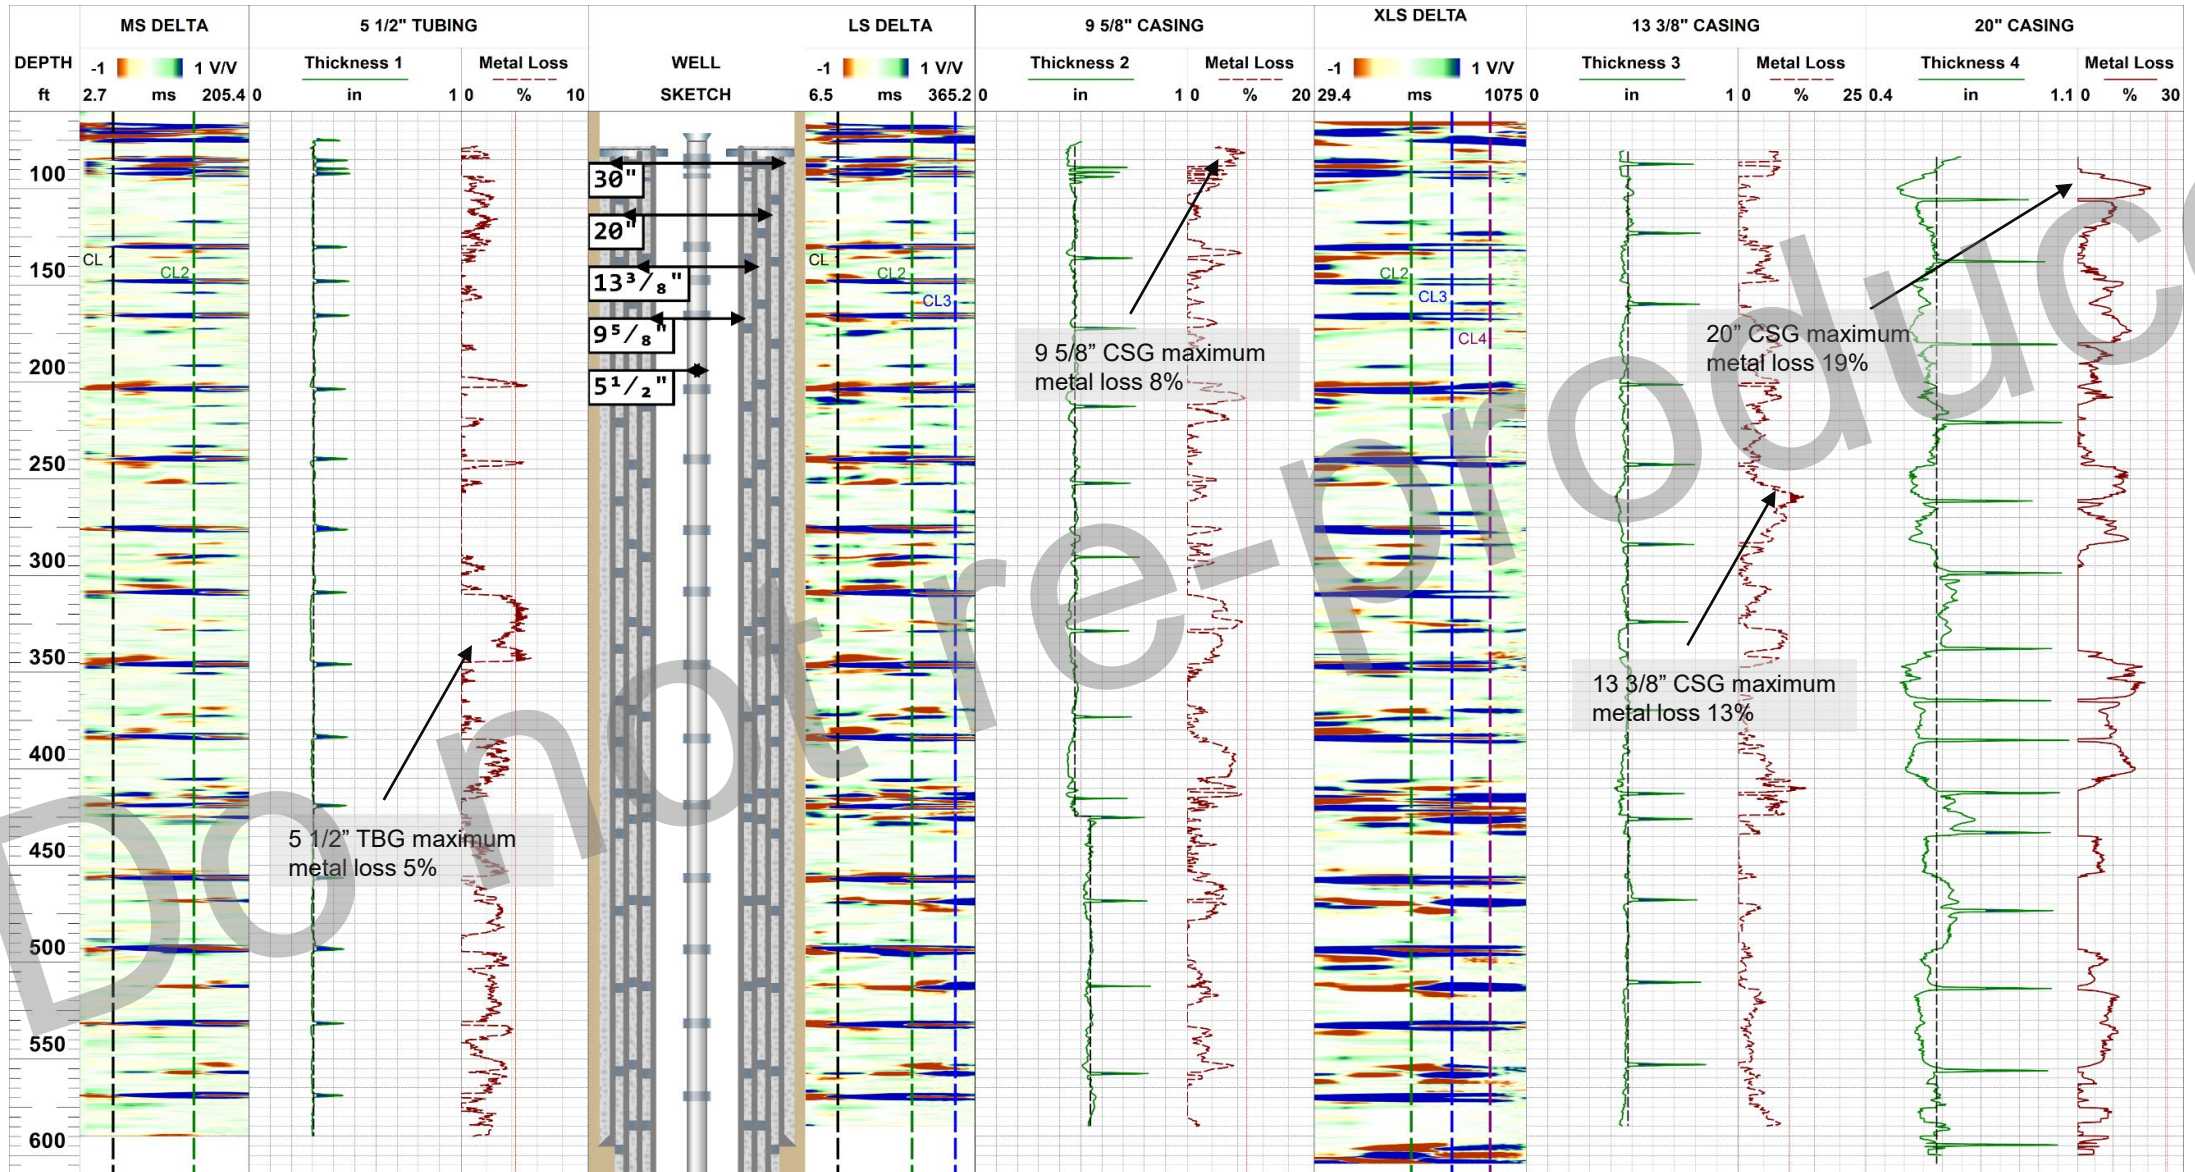 MS DELTA
5 1/2" TUBING
LS DELTA
9 5/8" CASING
XLS DELTA
13 3/8" CASING
20" CASING
DEPTH
-1 1 V/V
Thickness 1
Metal Loss
WELL
-1 1 V/V
Thickness 2
Metal Loss
-1 1 V/V
Thickness 3
Metal Loss
Thickness 4
Metal Loss
ft
2.7 ms 205.4
0 in 1
0 % 10
SKETCH
6.5 ms 365.2
0 in 1
0 % 20
29.4 ms 1075
0 in 1
0 % 25
0.4 in 1.1
0 % 30
100
150
200
250
300
350
400
450
500
550
600
CL 1
CL2
30"
20"
13³/₈"
9⁵/₈"
5¹/₂"
CL 1
CL2
CL3
CL2
CL3
CL4
9 5/8” CSG maximum
metal loss 8%
20” CSG maximum
metal loss 19%
13 3/8” CSG maximum
metal loss 13%
5 1/2” TBG maximum
metal loss 5%
Do not re-produce